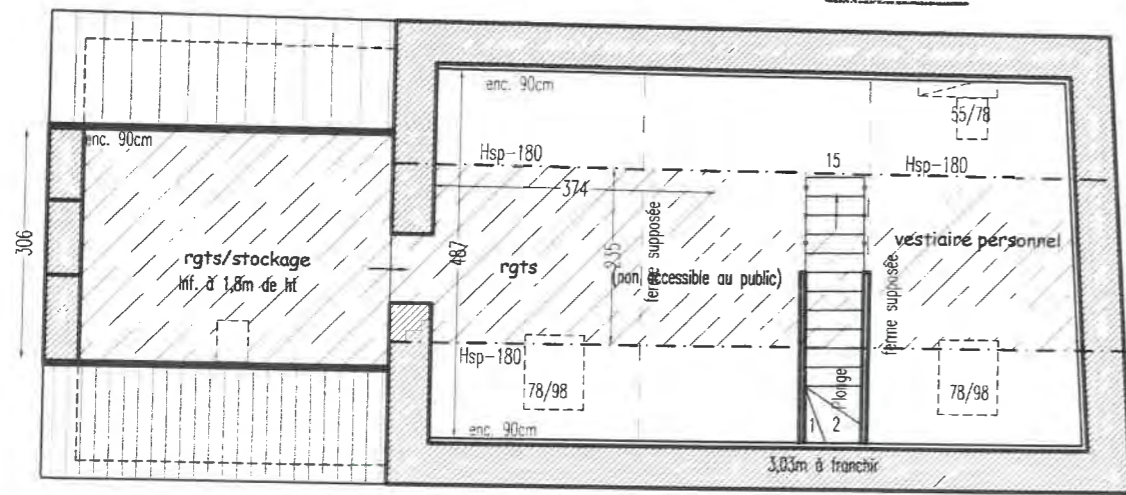 enc. 90cm
55/78
enc. 90cm
Hsp-180
15
Hsp-180
374
306
487
235
ferme supposée
vestiaire personnel
rgts/stockage
Inf. à 1,8m de ht
rgts
(non accessible au public)
ferme supposée
Hsp-180
78/98
Plonge
78/98
enc. 90cm
1
2
3,03m à franchir